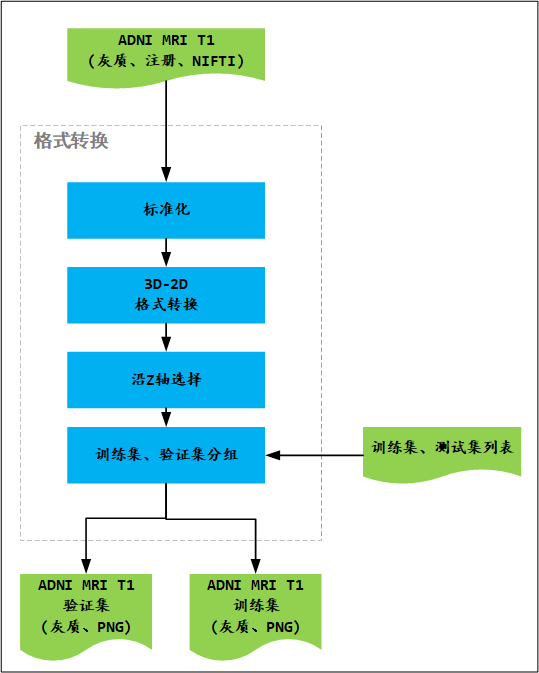 ADNI MRI T1
(灰质、注册、NIFTI)
格式转换
标准化
3D-2D
格式转换
沿Z轴选择
训练集、验证集分组
训练集、测试集列表
ADNI MRI T1
验证集
(灰质、PNG)
ADNI MRI T1
训练集
(灰质、PNG)